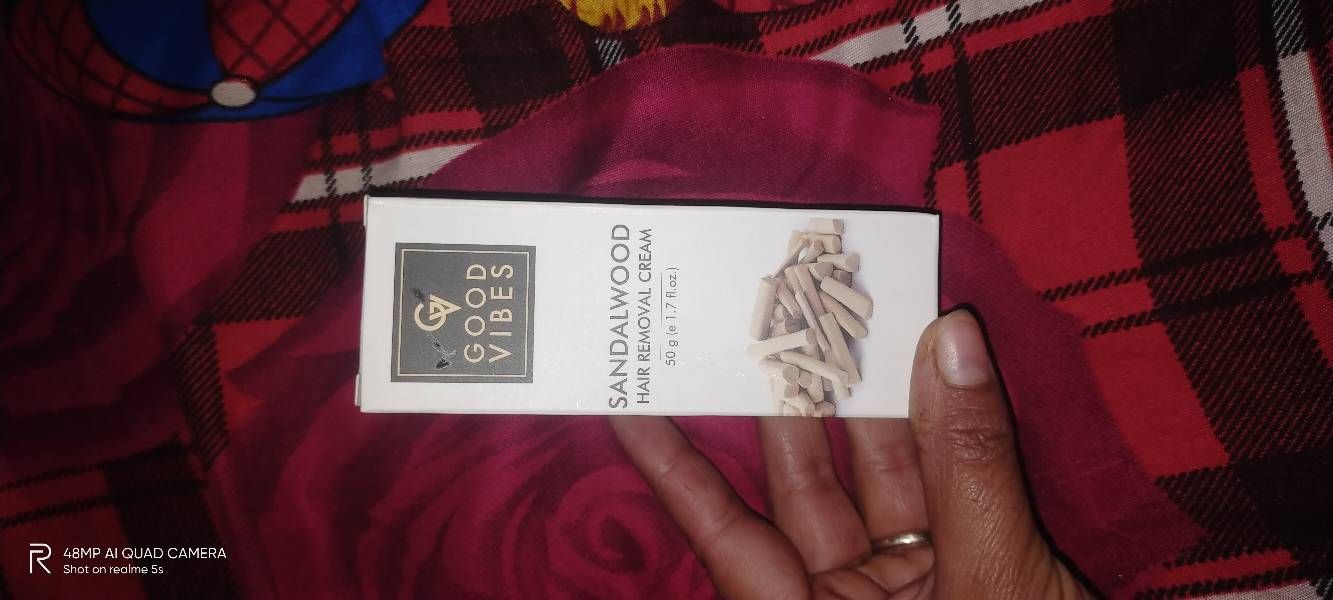 GV
GOOD
VIBES
SANDALWOOD
HAIR REMOVAL CREAM
50 g (e 1.7 fl.oz.)
R
48MP AI QUAD CAMERA
Shot on realme 5s